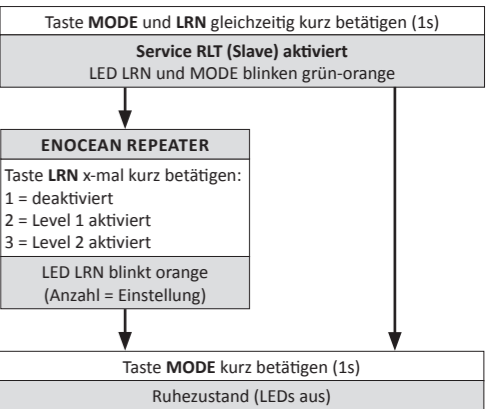 Taste MODE und LRN gleichzeitig kurz betätigen (1s)
Service RLT (Slave) aktiviert
LED LRN und MODE blinken grün-orange
ENOCEAN REPEATER
Taste LRN x-mal kurz betätigen:
1 = deaktiviert
2 = Level 1 aktiviert
3 = Level 2 aktiviert
LED LRN blinkt orange
(Anzahl = Einstellung)
Taste MODE kurz betätigen (1s)
Ruhezustand (LEDs aus)